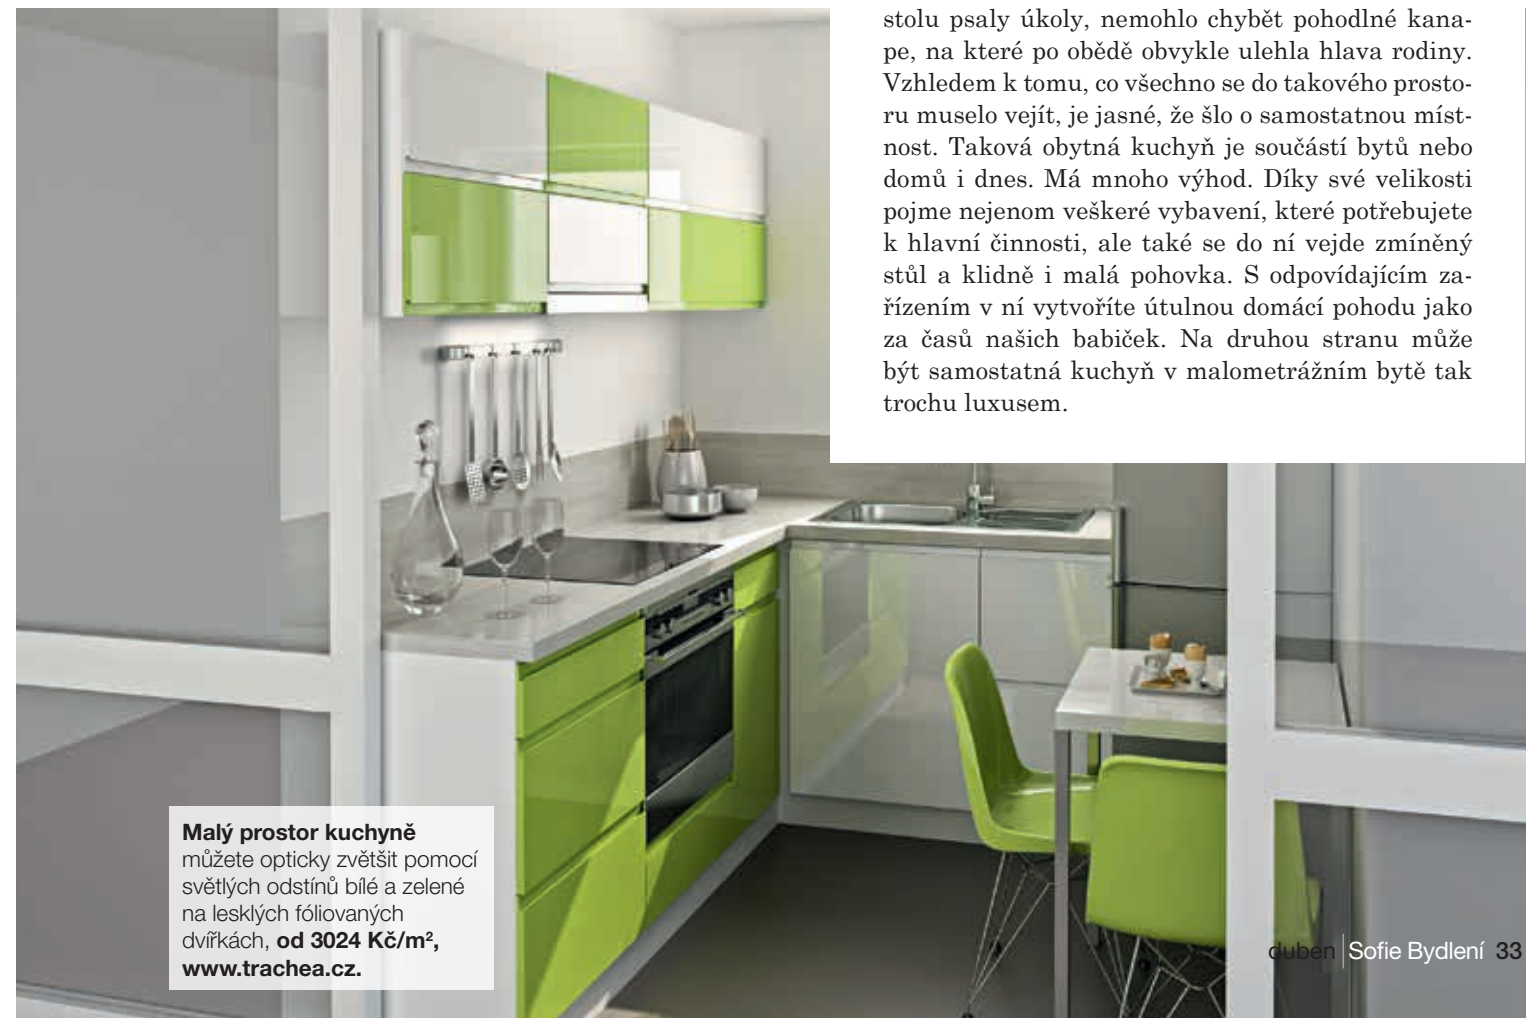 stolu psaly úkoly, nemohlo chybět pohodlné kana-
pe, na které po obědě obvykle ulehla hlava rodiny.
Vzhledem k tomu, co všechno se do takového prosto-
ru muselo vejít, je jasné, že šlo o samostatnou míst-
nost. Taková obytná kuchyň je součástí bytů nebo
domů i dnes. Má mnoho výhod. Díky své velikosti
pojme nejenom veškeré vybavení, které potřebujete
k hlavní činnosti, ale také se do ní vejde zmíněný
stůl a klidně i malá pohovka. S odpovídajícím za-
řízením v ní vytvoříte útulnou domácí pohodu jako
za časů našich babiček. Na druhou stranu může
být samostatná kuchyň v malometrážním bytě tak
trochu luxusem.
Malý prostor kuchyně
můžete opticky zvětšit pomocí
světlých odstínů bílé a zelené
na lesklých fóliovaných
dvířkách, od 3024 Kč/m²,
www.trachea.cz.
duben Sofie Bydlení 33